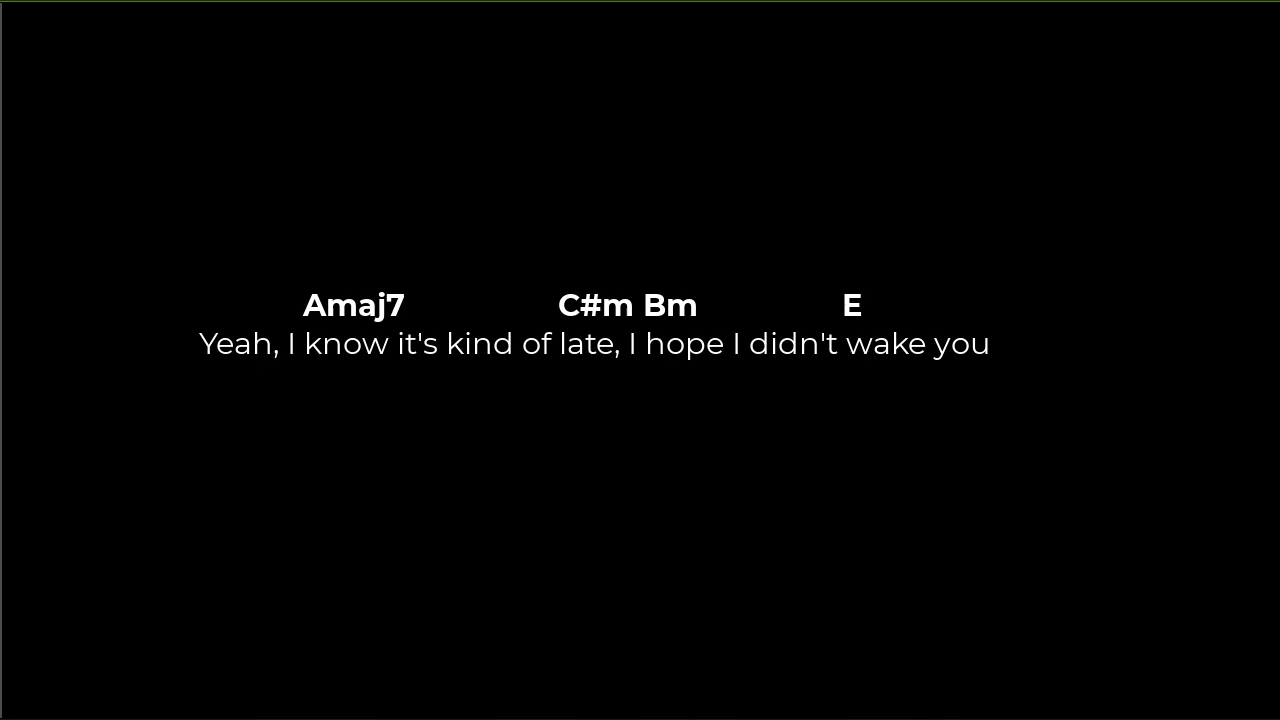 Amaj7 C#m Bm E
Yeah, I know it's kind of late, I hope I didn't wake you